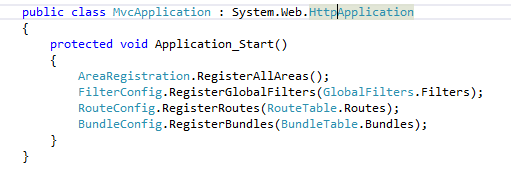 public class MvcApplication : System.Web.HttpApplication
{
    protected void Application_Start()
    {
        AreaRegistration.RegisterAllAreas();
        FilterConfig.RegisterGlobalFilters(GlobalFilters.Filters);
        RouteConfig.RegisterRoutes(RouteTable.Routes);
        BundleConfig.RegisterBundles(BundleTable.Bundles);
    }
}